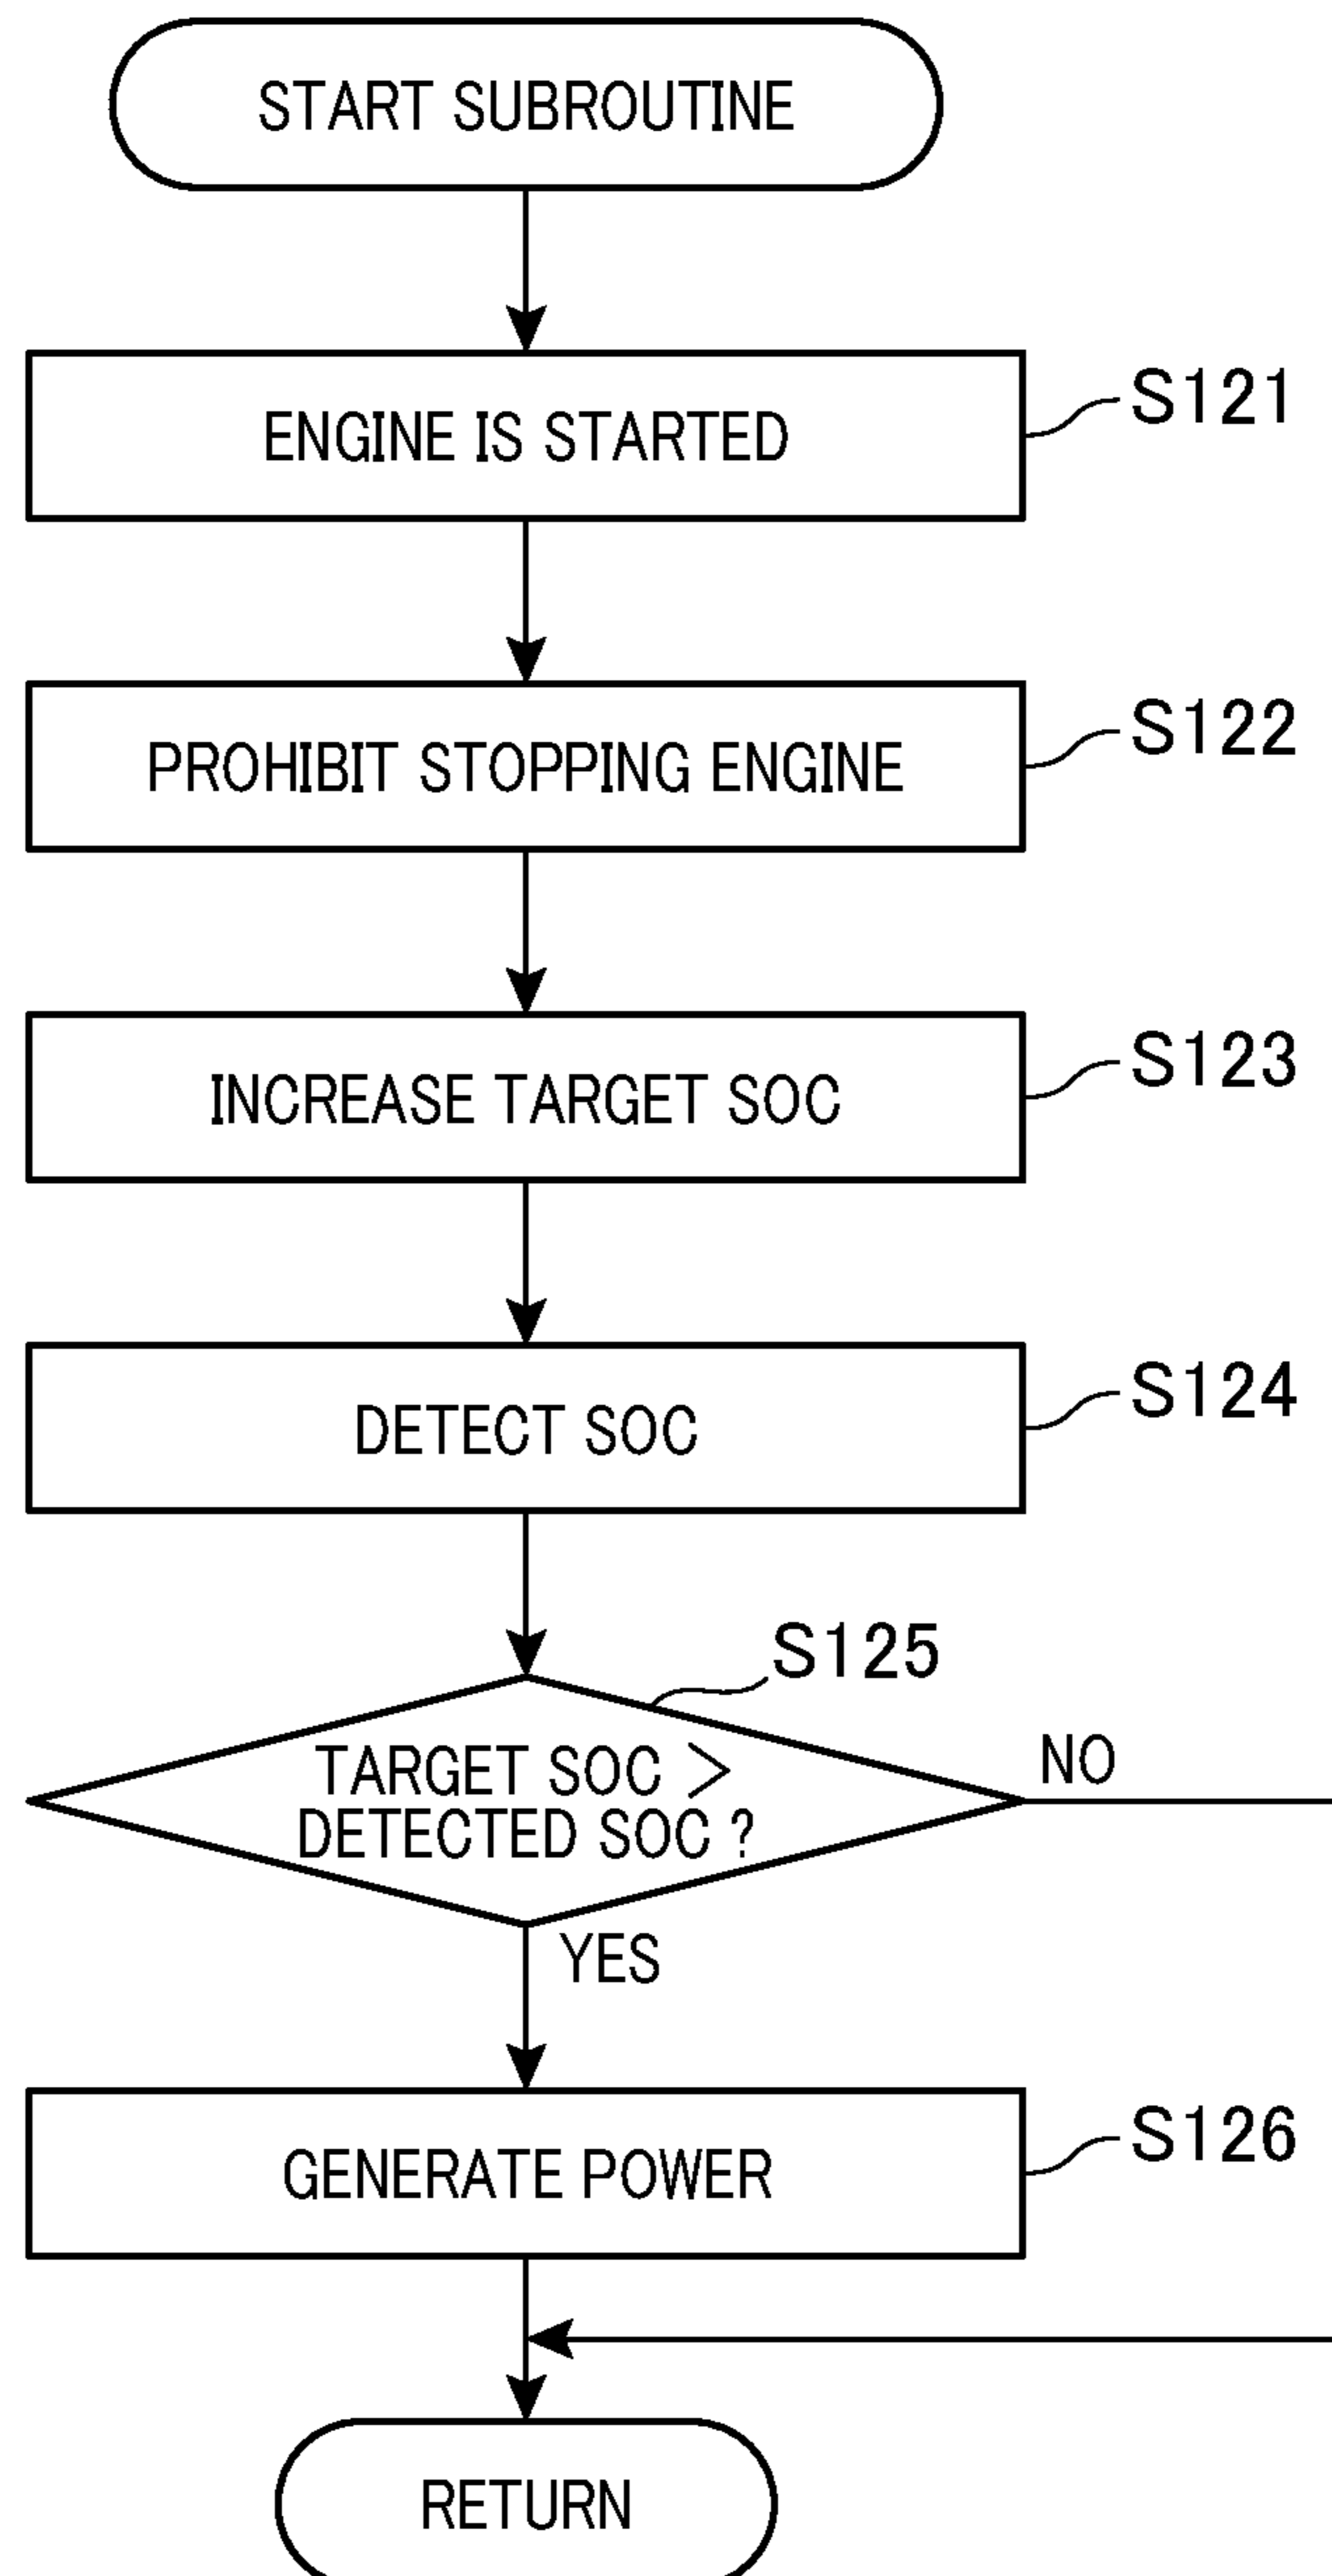 START SUBROUTINE
ENGINE IS STARTED
S121
PROHIBIT STOPPING ENGINE
S122
INCREASE TARGET SOC
S123
DETECT SOC
S124
S125
TARGET SOC >
DETECTED SOC ?
NO
YES
GENERATE POWER
S126
RETURN